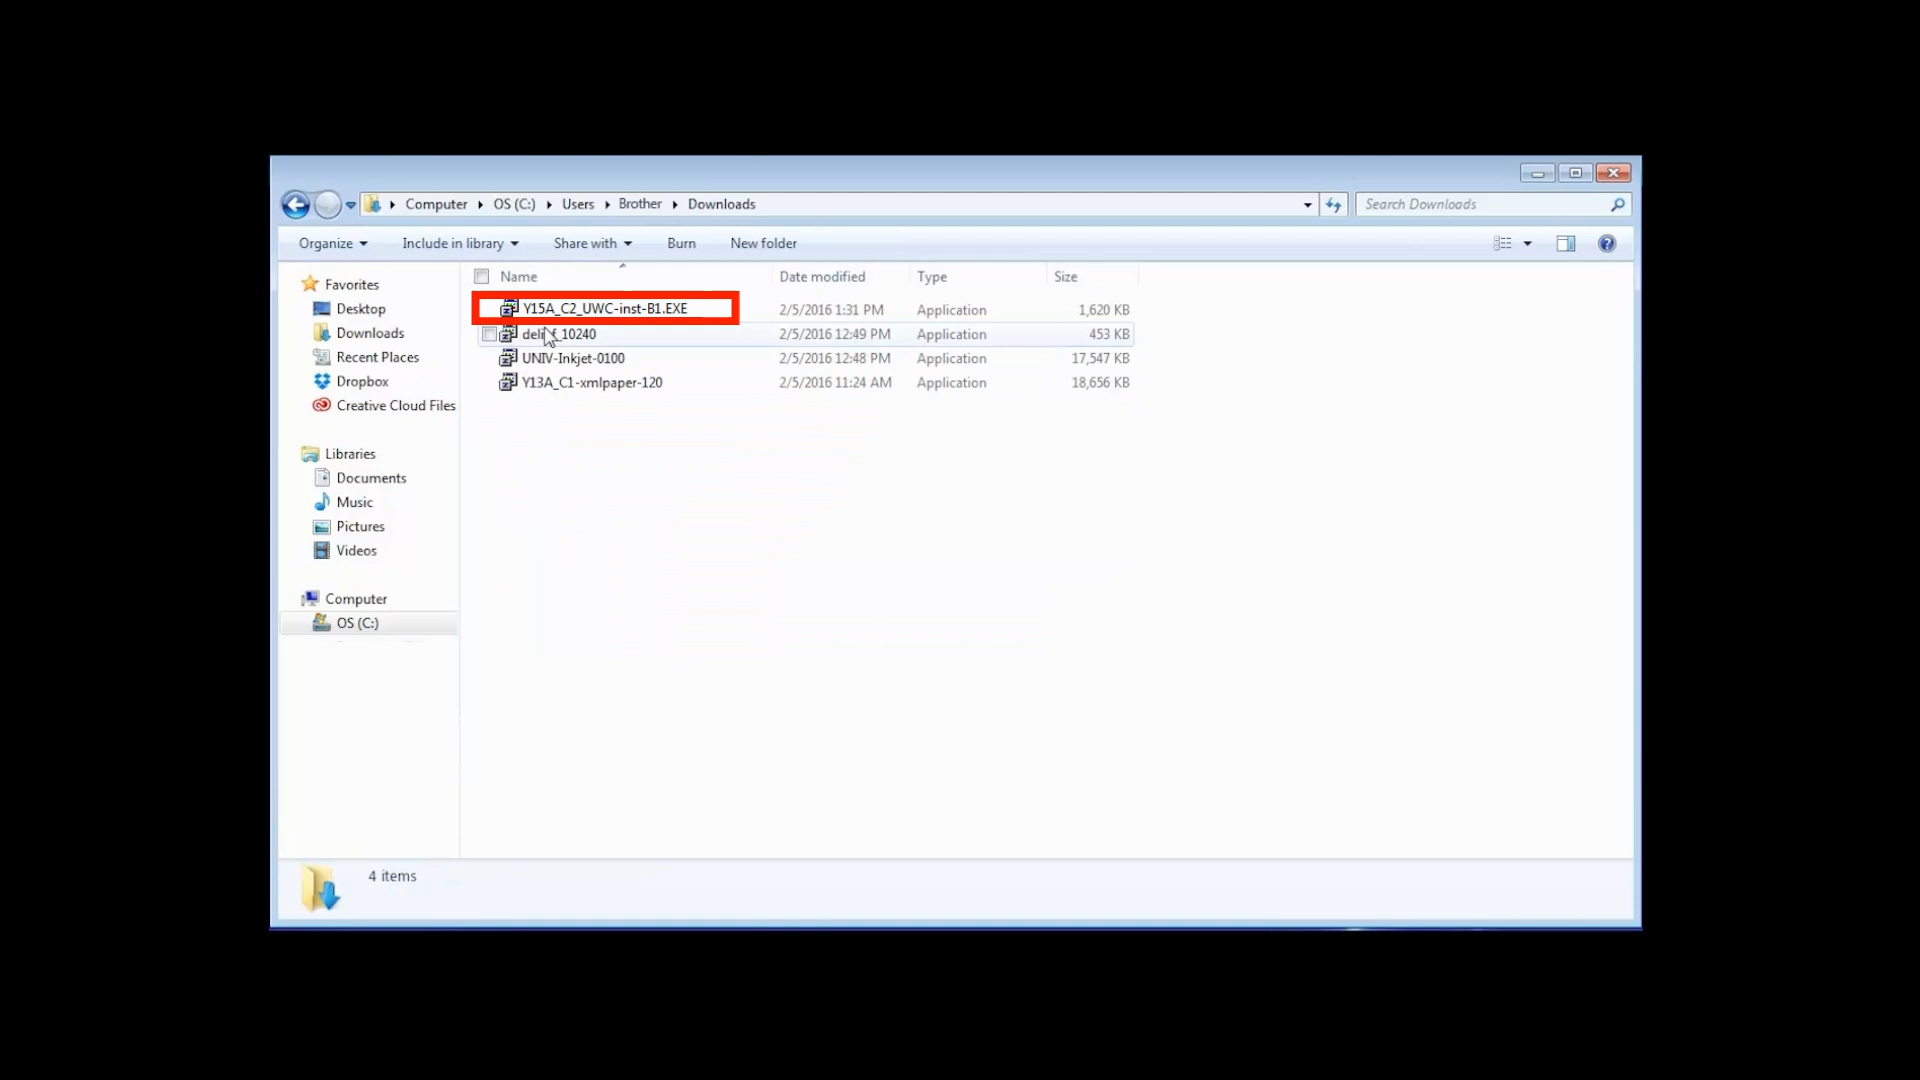 Computer OS (C:) Users Brother Downloads
Search Downloads
Organize Include in library Share with Burn New folder
Name Date modified Type Size
Y15A_C2_UWC-inst-B1.EXE 2/5/2016 1:31 PM Application 1,620 KB
2/5/2016 12:49 PM Application 453 KB
UNIV-Inkjet-0100 2/5/2016 12:48 PM Application 17,547 KB
Y13A_C1-xmlpaper-120 2/5/2016 11:24 AM Application 18,656 KB
Favorites
Desktop
Downloads
Recent Places
Dropbox
Creative Cloud Files
Libraries
Documents
Music
Pictures
Videos
Computer
OS (C:)
4 items